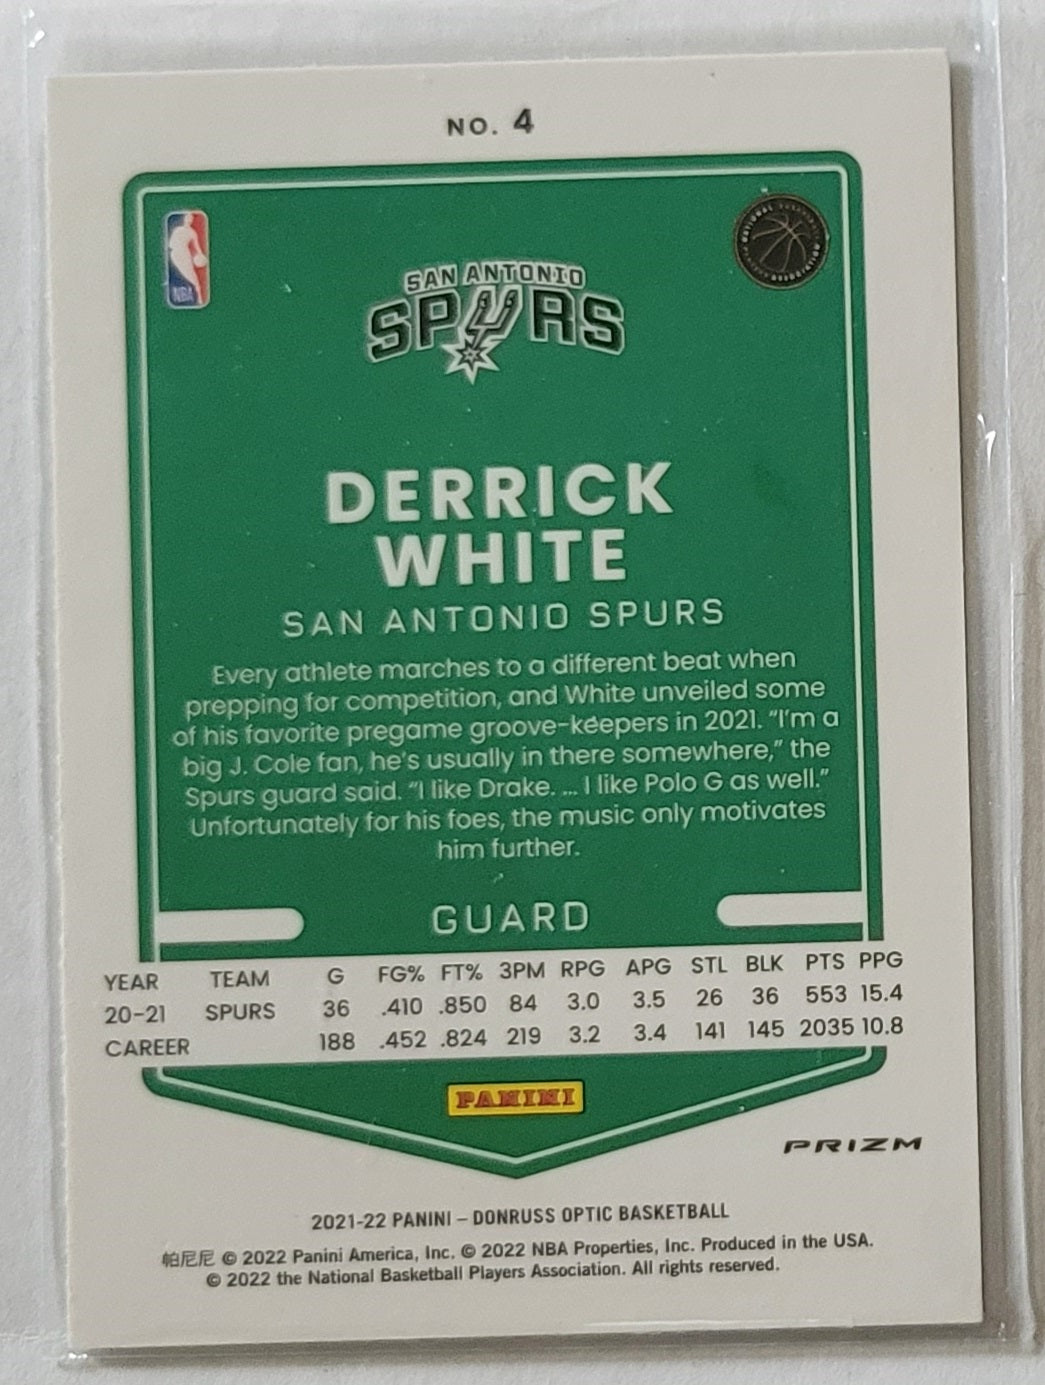 NO. 4
NBA
NATIONAL BASKETBALL
PLAYERS ASSOCIATION
SAN ANTONIO
SPURS
DERRICK
WHITE
SAN ANTONIO SPURS
Every athlete marches to a different beat when
prepping for competition, and White unveiled some
of his favorite pregame groove-keepers in 2021. “I’m a
big J. Cole fan, he’s usually in there somewhere,” the
Spurs guard said. “I like Drake. ... I like Polo G as well.”
Unfortunately for his foes, the music only motivates
him further.
GUARD
YEAR TEAM G FG% FT% 3PM RPG APG STL BLK PTS PPG
20-21 SPURS 36 .410 .850 84 3.0 3.5 26 36 553 15.4
CAREER 188 .452 .824 219 3.2 3.4 141 145 2035 10.8
PANINI
PRIZM
2021-22 PANINI – DONRUSS OPTIC BASKETBALL
帕尼尼 © 2022 Panini America, Inc. © 2022 NBA Properties, Inc. Produced in the USA.
© 2022 the National Basketball Players Association. All rights reserved.